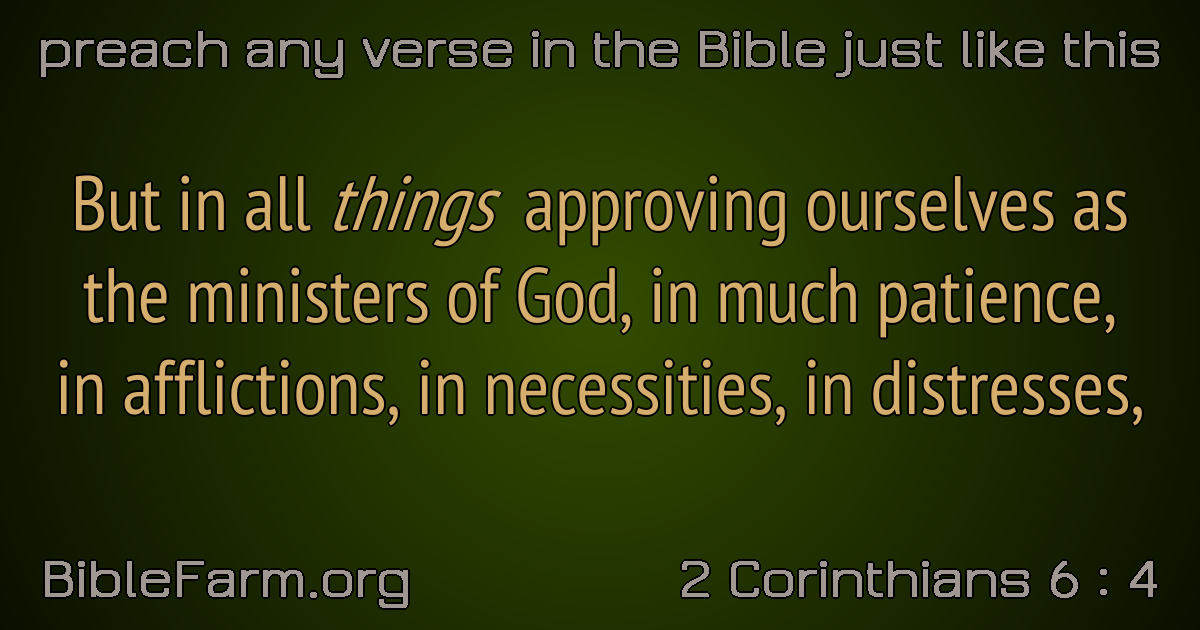 preach any verse in the Bible just like this
But in all things approving ourselves as
the ministers of God, in much patience,
in afflictions, in necessities, in distresses,
BibleFarm.org
2 Corinthians 6 : 4